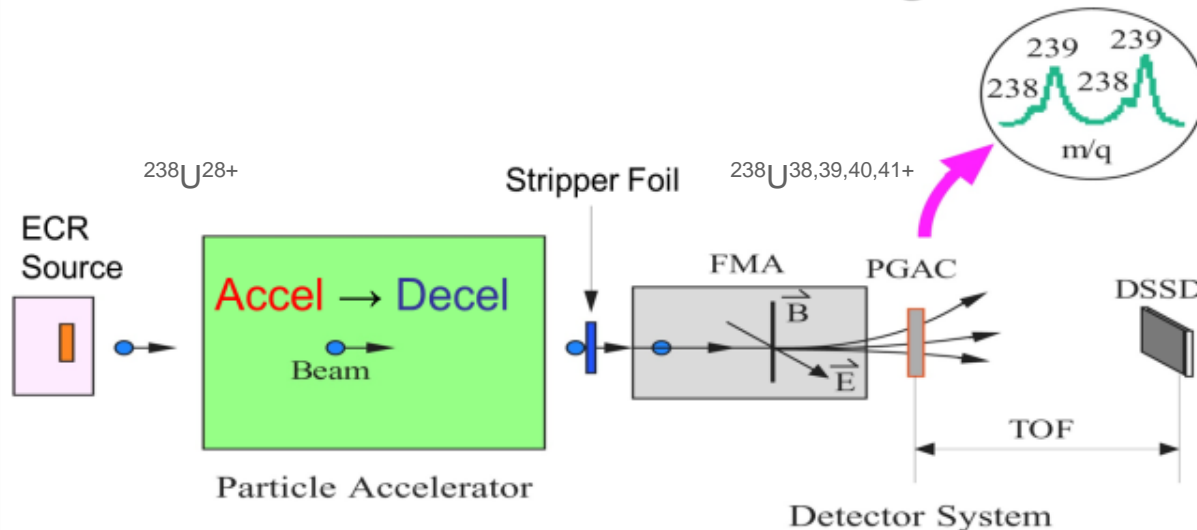 239
239
238
238
m/q
²³⁸U²⁸⁺
Stripper Foil
²³⁸U³⁸,³⁹,⁴⁰,⁴¹⁺
ECR
Source
FMA
PGAC
DSSD
Accel → Decel
B
Beam
E
TOF
Particle Accelerator
Detector System